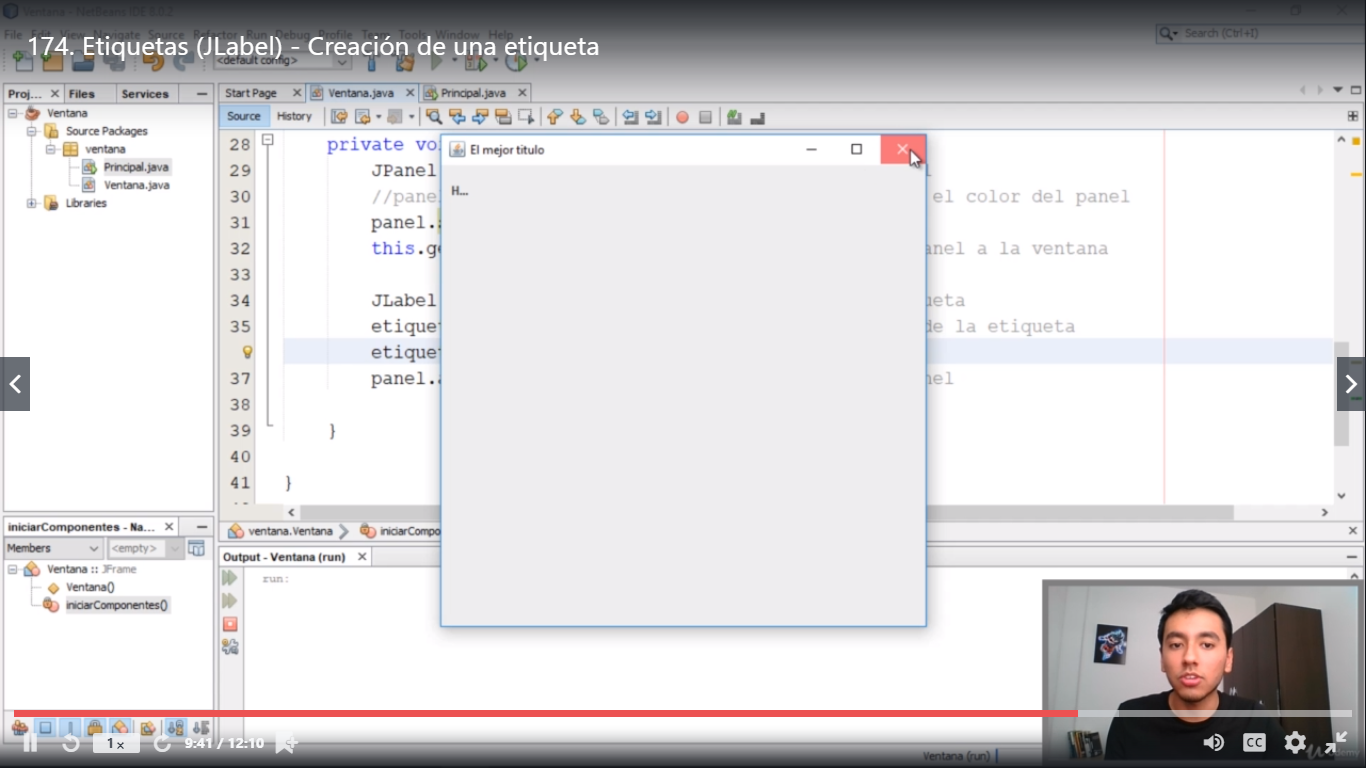 Ventana - NetBeans IDE 8.0.2
File Edit View Navigate Source Refactor Run Debug Profile Team Tools Window Help
174. Etiquetas (JLabel) - Creación de una etiqueta
Search (Ctrl+I)
<default config>
Proj... Files Services
Start Page Ventana.java Principal.java
Source History
Ventana
Source Packages
ventana
Principal.java
Ventana.java
Libraries
El mejor titulo
H...
28 private vo
29 JPanel
30 //pane el color del panel
31 panel.
32 this.ge anel a la ventana
33
34 JLabel ueta
35 etique de la etiqueta
etique
37 panel. nel
38
39 }
40
41 }
iniciarComponentes - Na...
Members <empty>
Ventana :: JFrame
Ventana()
iniciarComponentes()
ventana.Ventana iniciarCompo
Output - Ventana (run)
run:
1x 9:41 / 12:10
CC
Ventana (run)